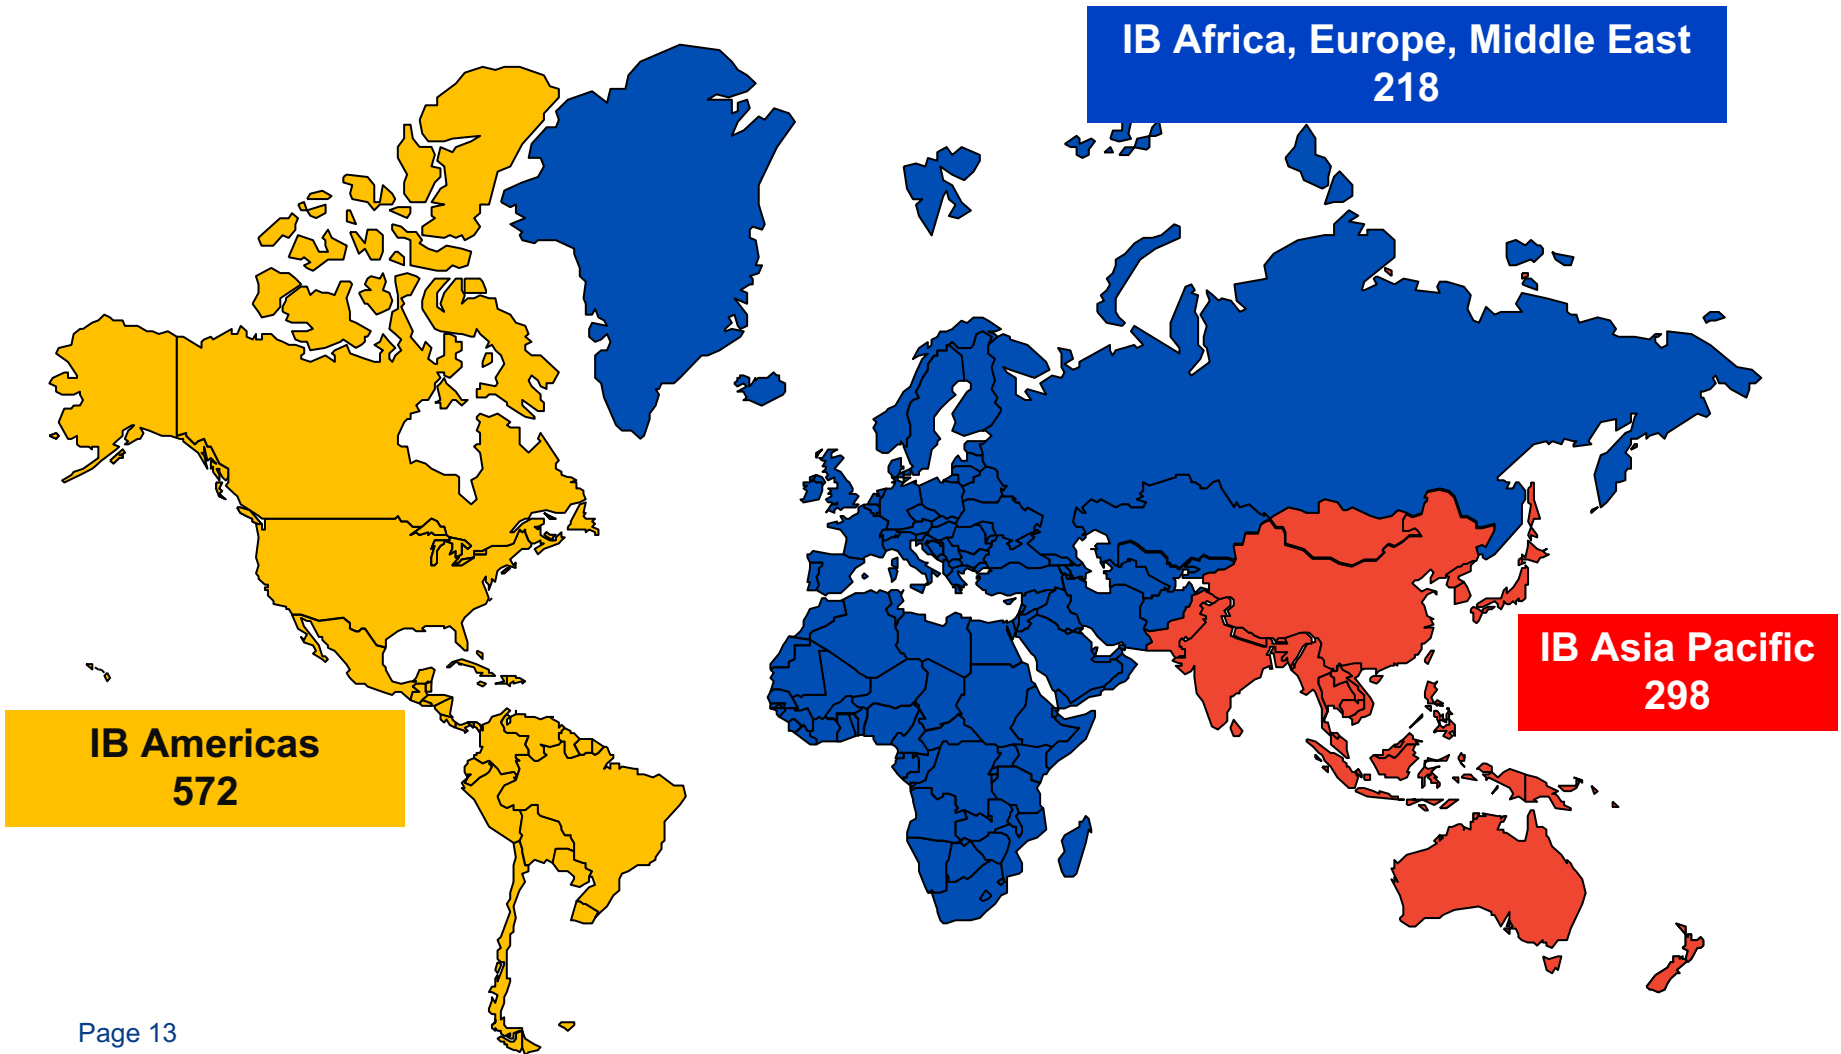 IB Africa, Europe, Middle East
218
IB Asia Pacific
298
IB Americas
572
Page 13